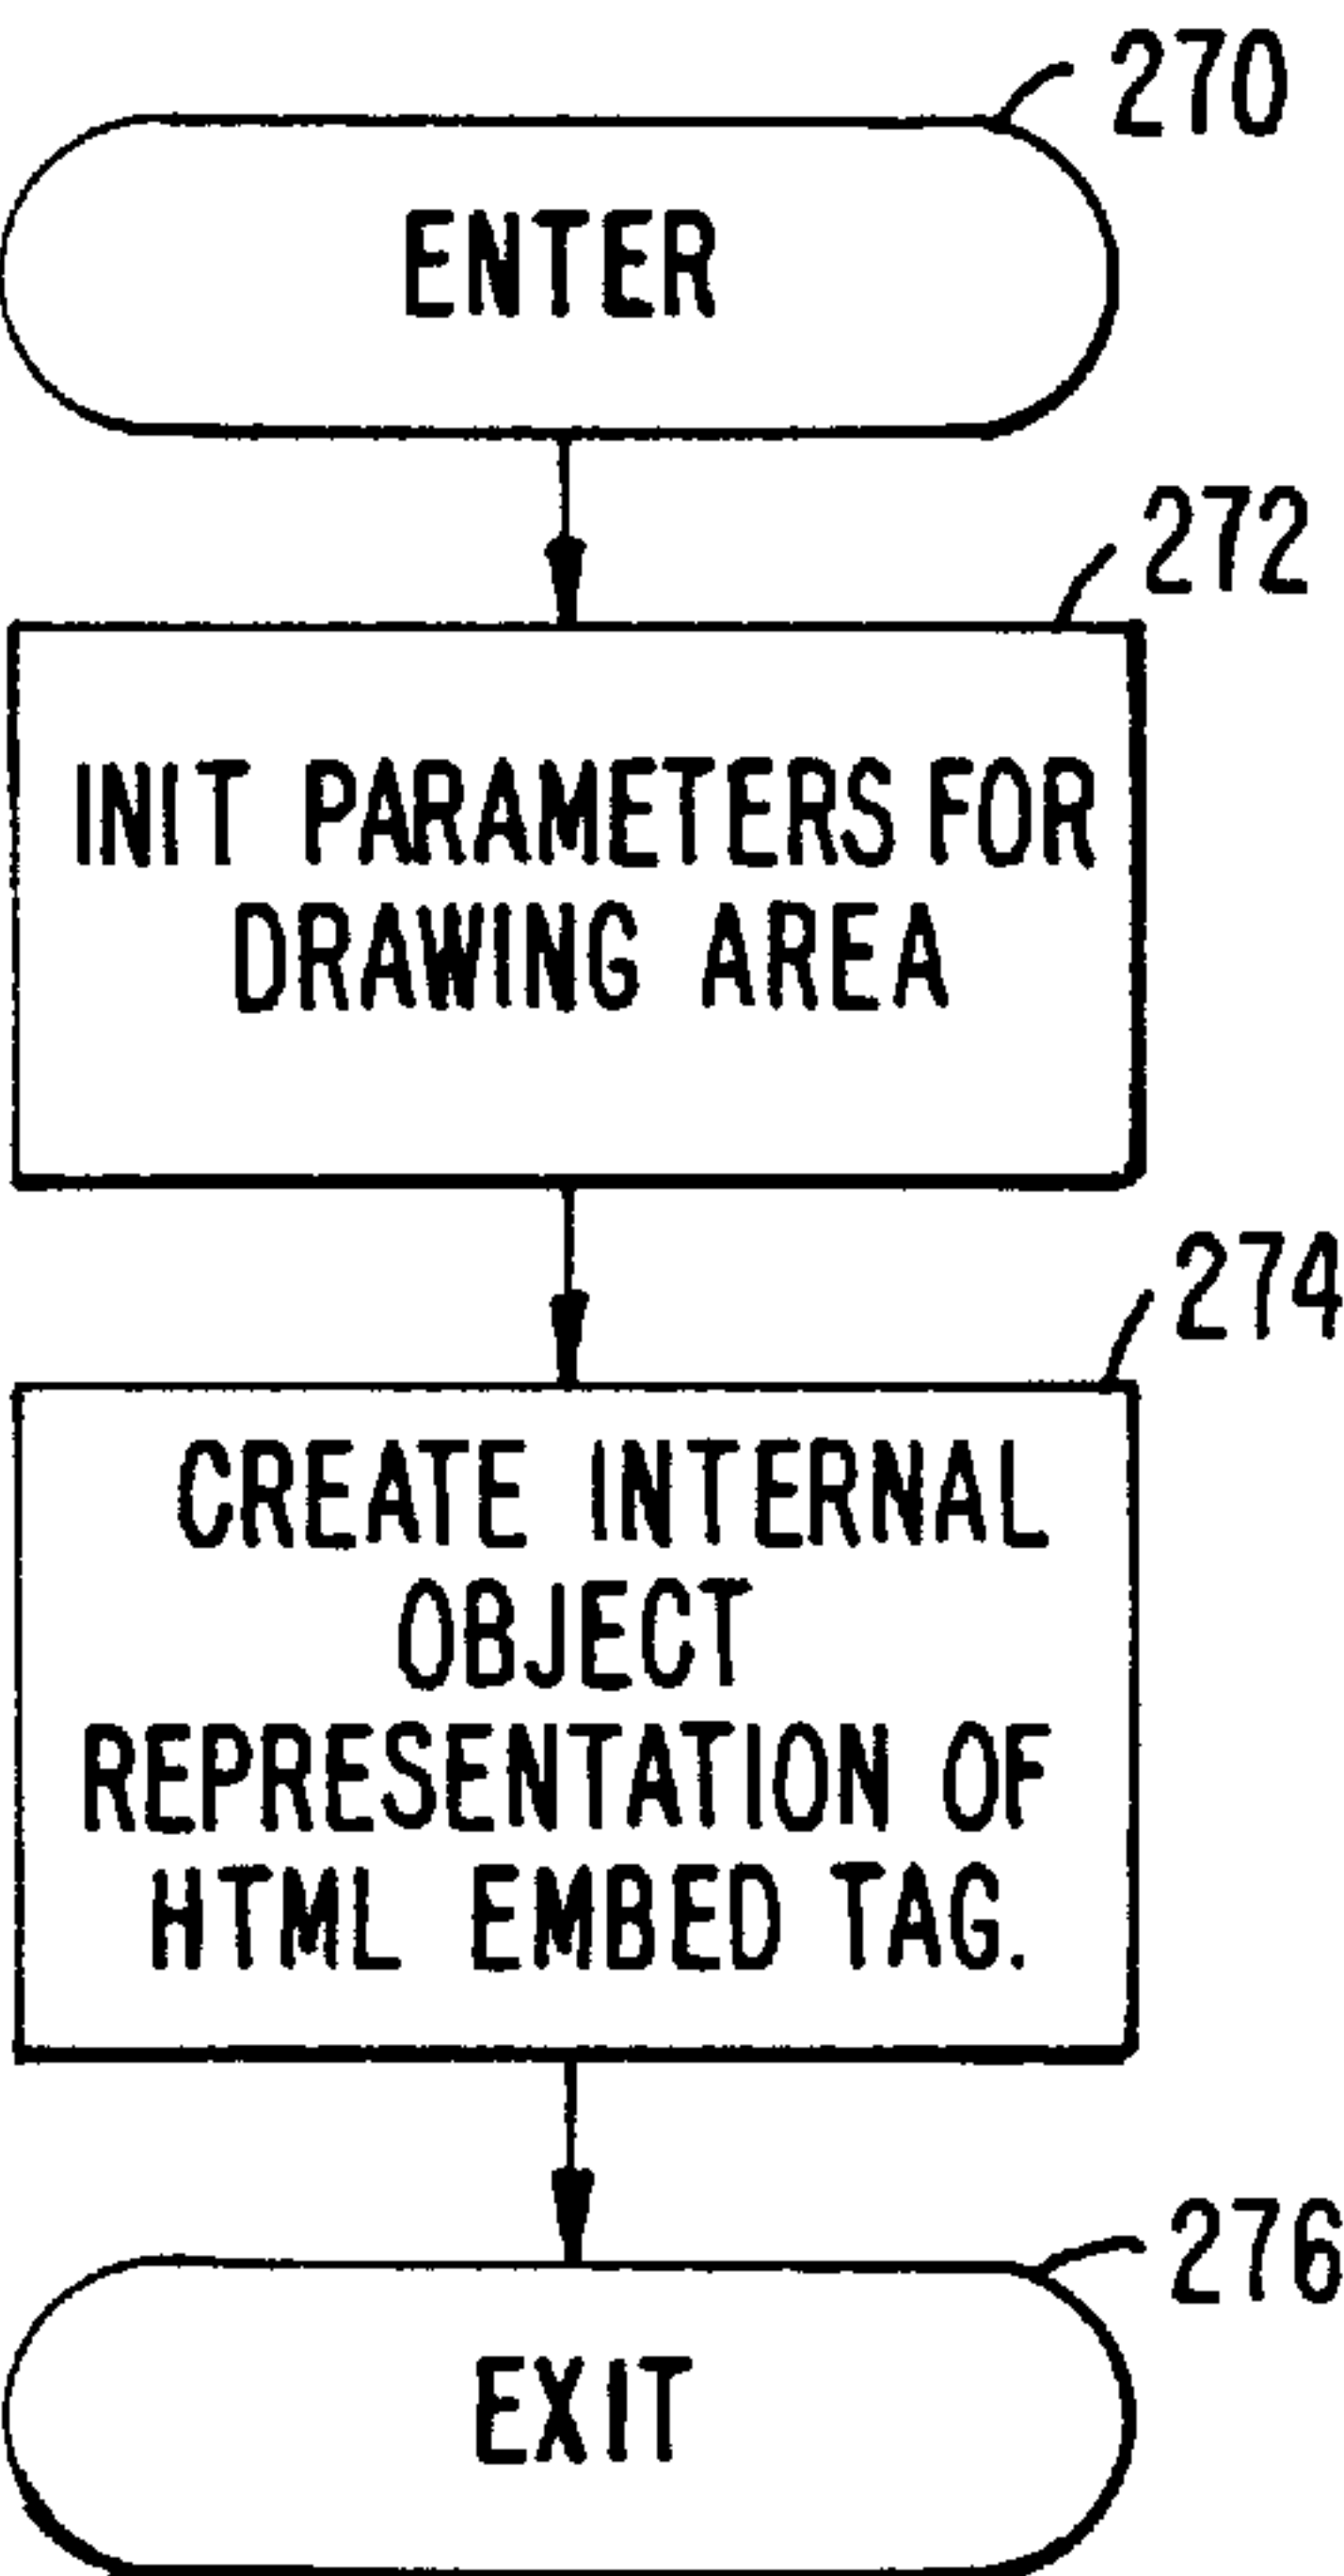 270
ENTER
272
INIT PARAMETERS FOR
DRAWING AREA
274
CREATE INTERNAL
OBJECT
REPRESENTATION OF
HTML EMBED TAG.
276
EXIT